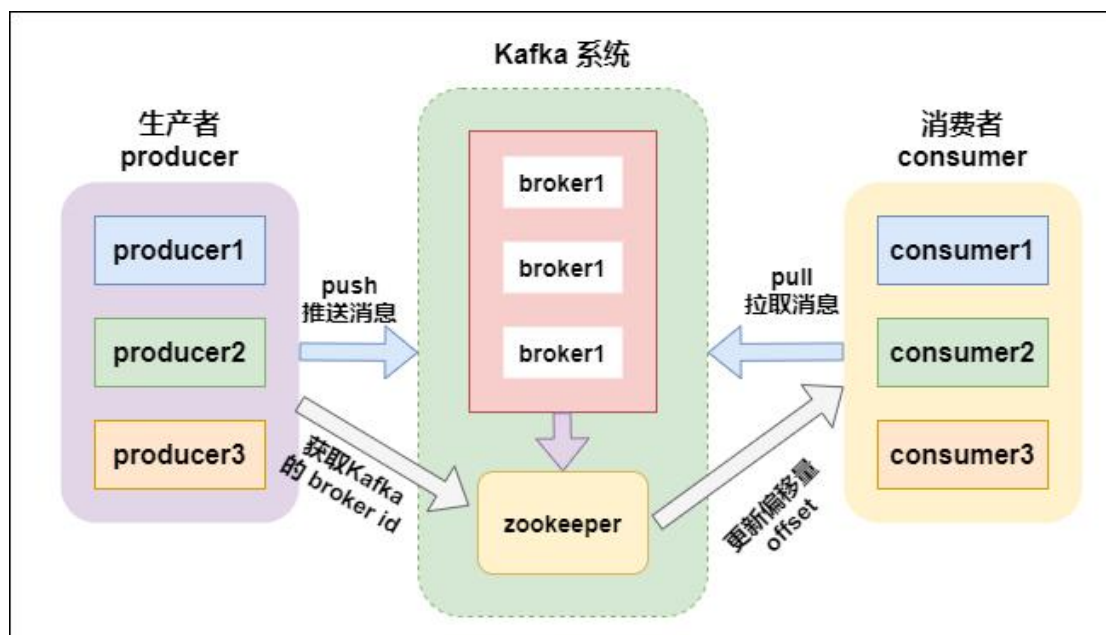 Kafka 系统
生产者
producer
producer1
producer2
producer3
push
推送消息
获取Kafka
的 broker id
broker1
broker1
broker1
zookeeper
pull
拉取消息
更新偏移量
offset
消费者
consumer
consumer1
consumer2
consumer3